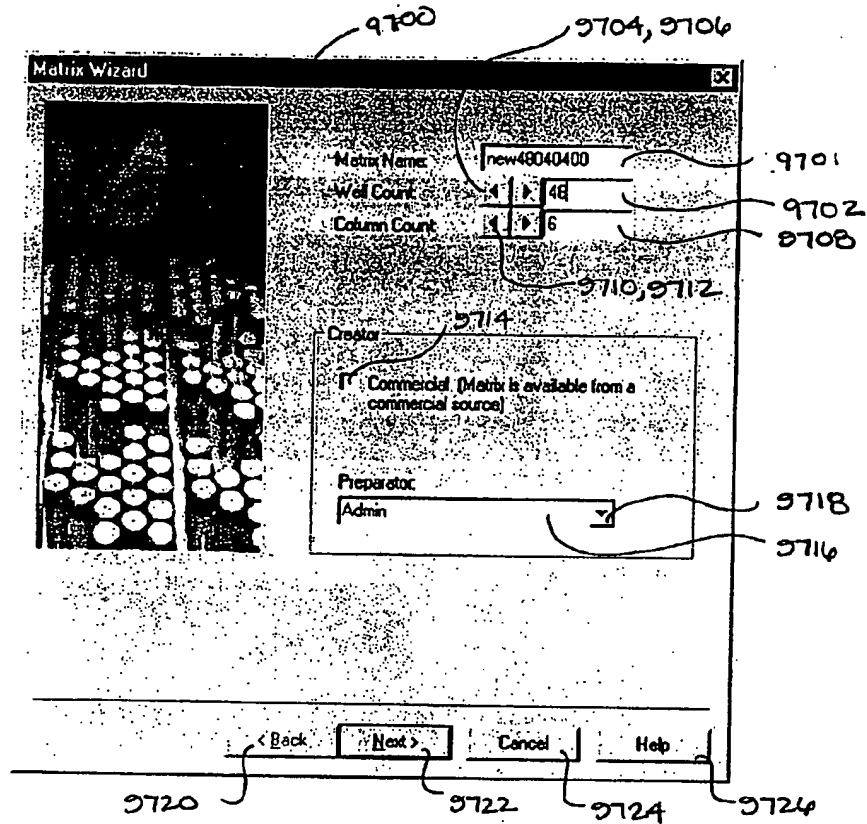 9700
9704, 9706
Matrix Wizard
Matrix Name: new48040400
9701
Well Count: 48
9702
Column Count: 6
9708
9710, 9712
9714
Creator
Commercial. (Matrix is available from a
commercial source)
Preparator:
Admin
9718
9716
< Back Next > Cancel Help
9720 9722 9724 9726